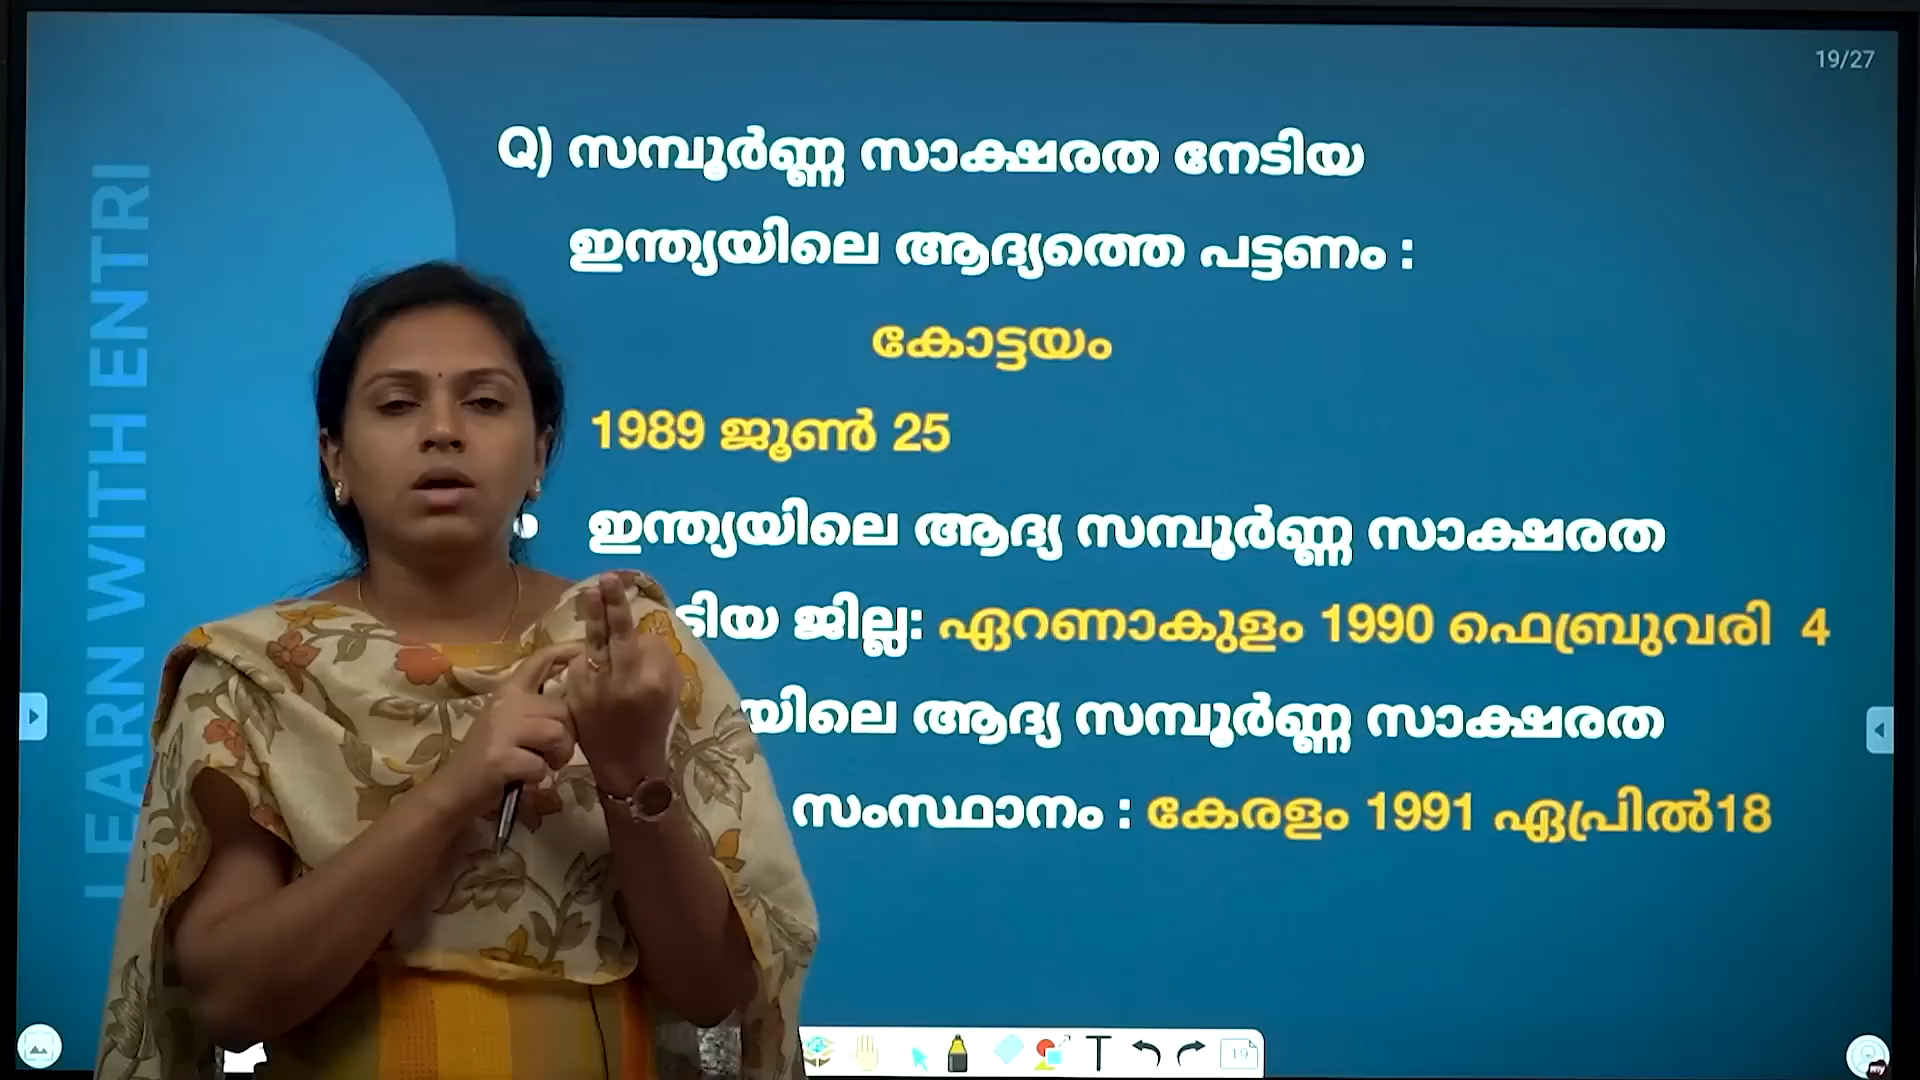 19/27
LEARN WITH ENTRI
Q) സമ്പൂർണ്ണ സാക്ഷരത നേടിയ
ഇന്ത്യയിലെ ആദ്യത്തെ പട്ടണം :
കോട്ടയം
1989 ജൂൺ 25
ഇന്ത്യയിലെ ആദ്യ സമ്പൂർണ്ണ സാക്ഷരത
ടിയ ജില്ല: ഏറണാകുളം 1990 ഫെബ്രുവരി 4
യിലെ ആദ്യ സമ്പൂർണ്ണ സാക്ഷരത
സംസ്ഥാനം : കേരളം 1991 ഏപ്രിൽ18
T
19